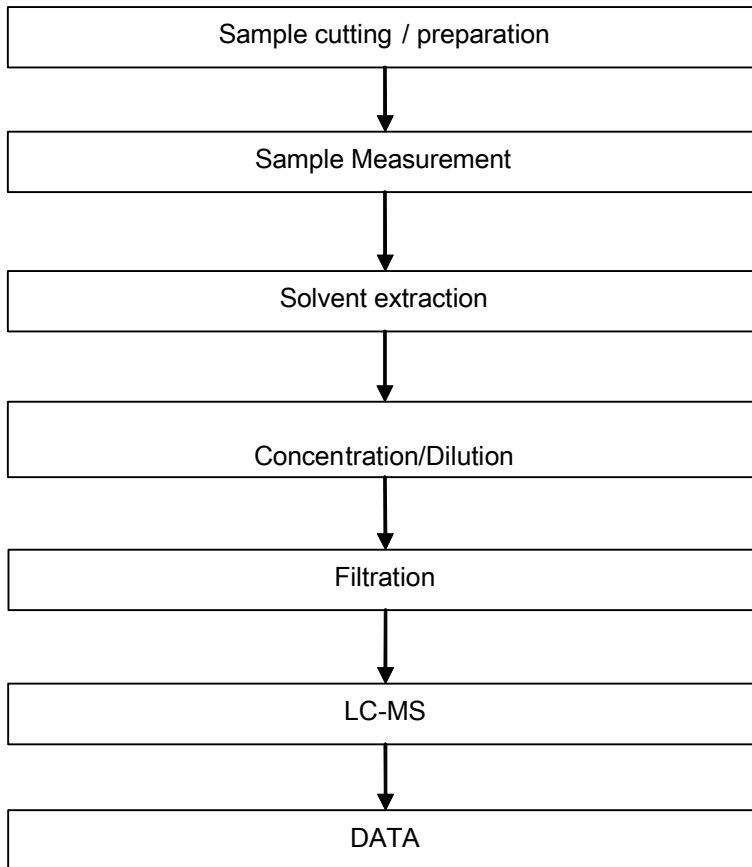 Sample cutting / preparation
Sample Measurement
Solvent extraction
Concentration/Dilution
Filtration
LC-MS
DATA